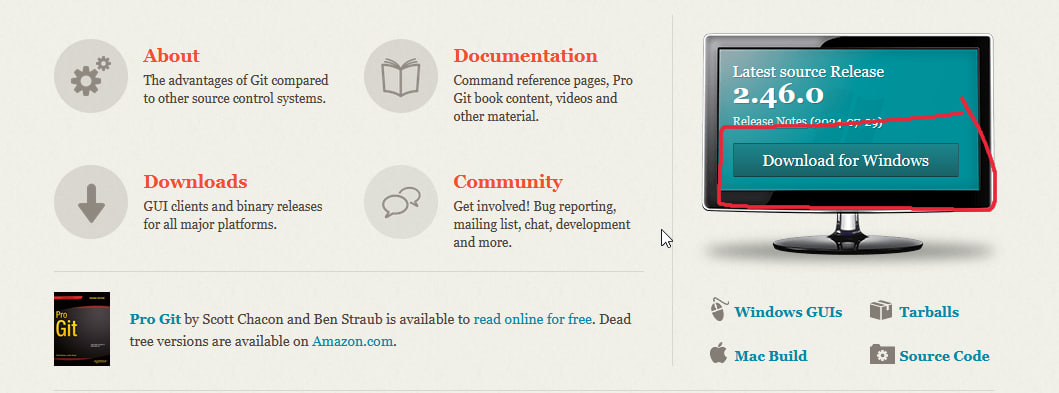 About
The advantages of Git compared
to other source control systems.
Documentation
Command reference pages, Pro
Git book content, videos and
other material.
Downloads
GUI clients and binary releases
for all major platforms.
Community
Get involved! Bug reporting,
mailing list, chat, development
and more.
Pro
Git
Pro Git by Scott Chacon and Ben Straub is available to read online for free. Dead
tree versions are available on Amazon.com.
Latest source Release
2.46.0
Release Notes (2024-07-29)
Download for Windows
Windows GUIs
Tarballs
Mac Build
Source Code